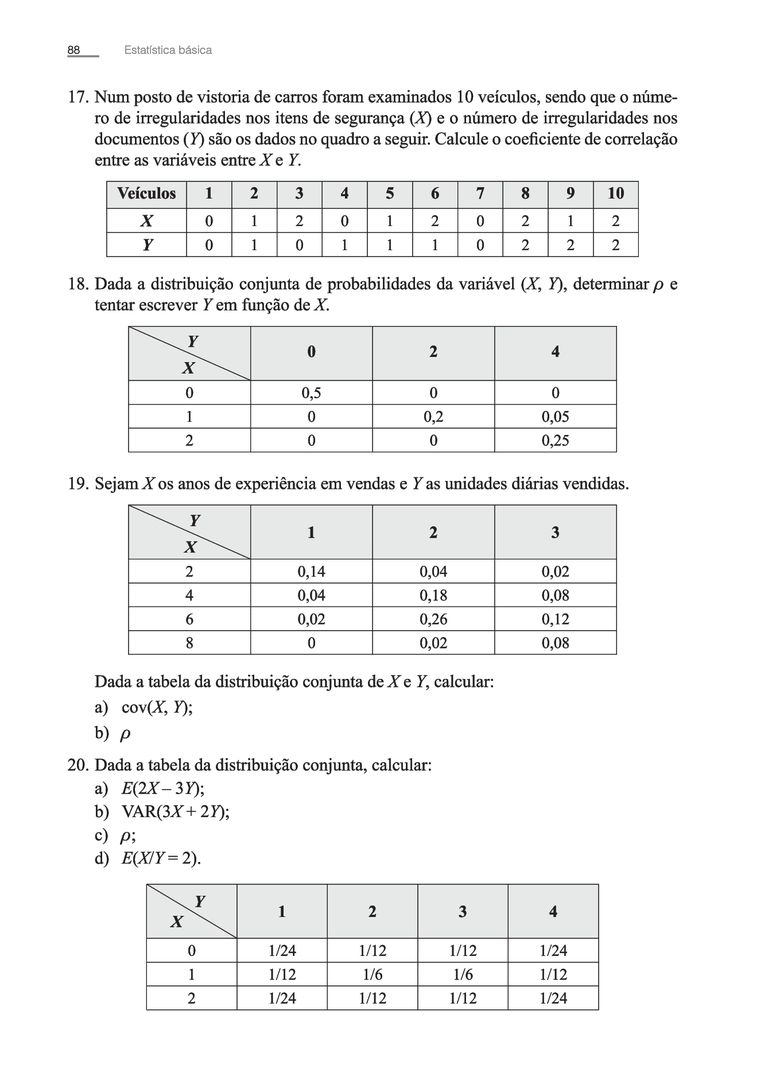 88 Estatística básica
17. Num posto de vistoria de carros foram examinados 10 veículos, sendo que o núme-
ro de irregularidades nos itens de segurança (X) e o número de irregularidades nos
documentos (Y) são os dados no quadro a seguir. Calcule o coeficiente de correlação
entre as variáveis entre X e Y.
Veículos 1 2 3 4 5 6 7 8 9 10
X 0 1 2 0 1 2 0 2 1 2
Y 0 1 0 1 1 1 0 2 2 2
18. Dada a distribuição conjunta de probabilidades da variável (X, Y), determinar ρ e
tentar escrever Y em função de X.
Y
X
0 2 4
0 0,5 0 0
1 0 0,2 0,05
2 0 0 0,25
19. Sejam X os anos de experiência em vendas e Y as unidades diárias vendidas.
Y
X
1 2 3
2 0,14 0,04 0,02
4 0,04 0,18 0,08
6 0,02 0,26 0,12
8 0 0,02 0,08
Dada a tabela da distribuição conjunta de X e Y, calcular:
a) cov(X, Y);
b) ρ
20. Dada a tabela da distribuição conjunta, calcular:
a) E(2X – 3Y);
b) VAR(3X + 2Y);
c) ρ;
d) E(X/Y = 2).
Y
X
1 2 3 4
0 1/24 1/12 1/12 1/24
1 1/12 1/6 1/6 1/12
2 1/24 1/12 1/12 1/24